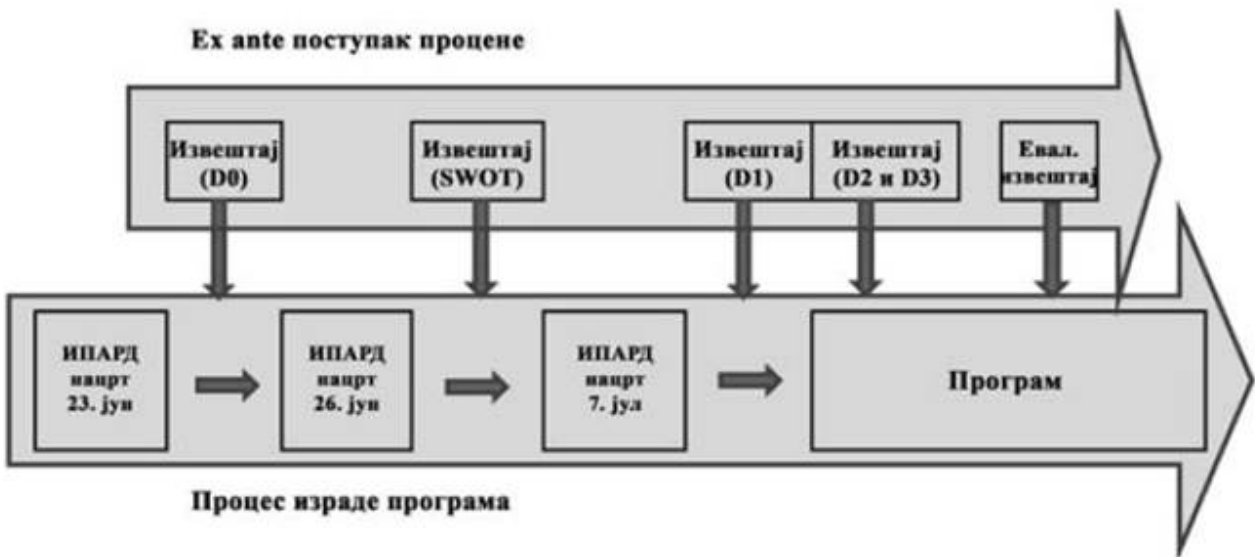 Ex ante поступак процене
Извештај
(D0)
Извештај
(SWOT)
Извештај
(D1)
Извештај
(D2 и D3)
Евал.
извештај
ИПАРД
нацрт
23. јун
ИПАРД
нацрт
26. јун
ИПАРД
нацрт
7. јул
Програм
Процес израде програма